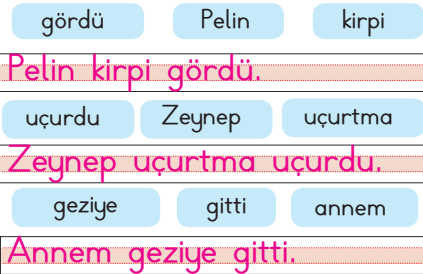 gördü Pelin kirpi
Pelin kirpi gördü.
uçurdu Zeynep uçurtma
Zeynep uçurtma uçurdu.
geziye gitti annem
Annem geziye gitti.